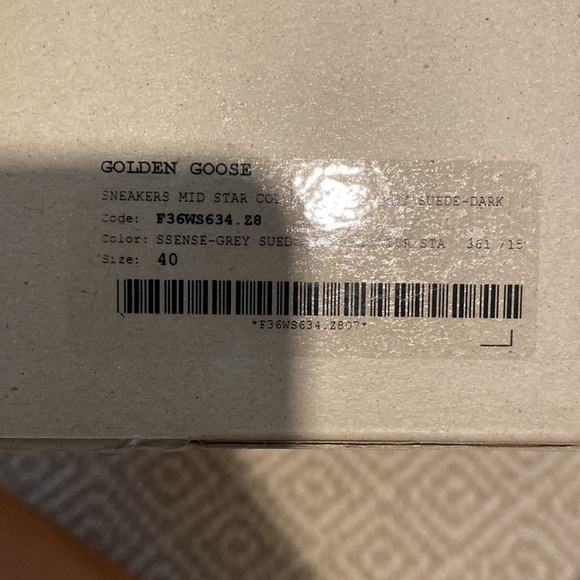 GOLDEN GOOSE
SNEAKERS MID STAR SUEDE-DARK
Code: F36WS634.Z8
Color: SSENSE-GREY SUEDE STA 361 /15
Size: 40
*F36WS634.Z807*